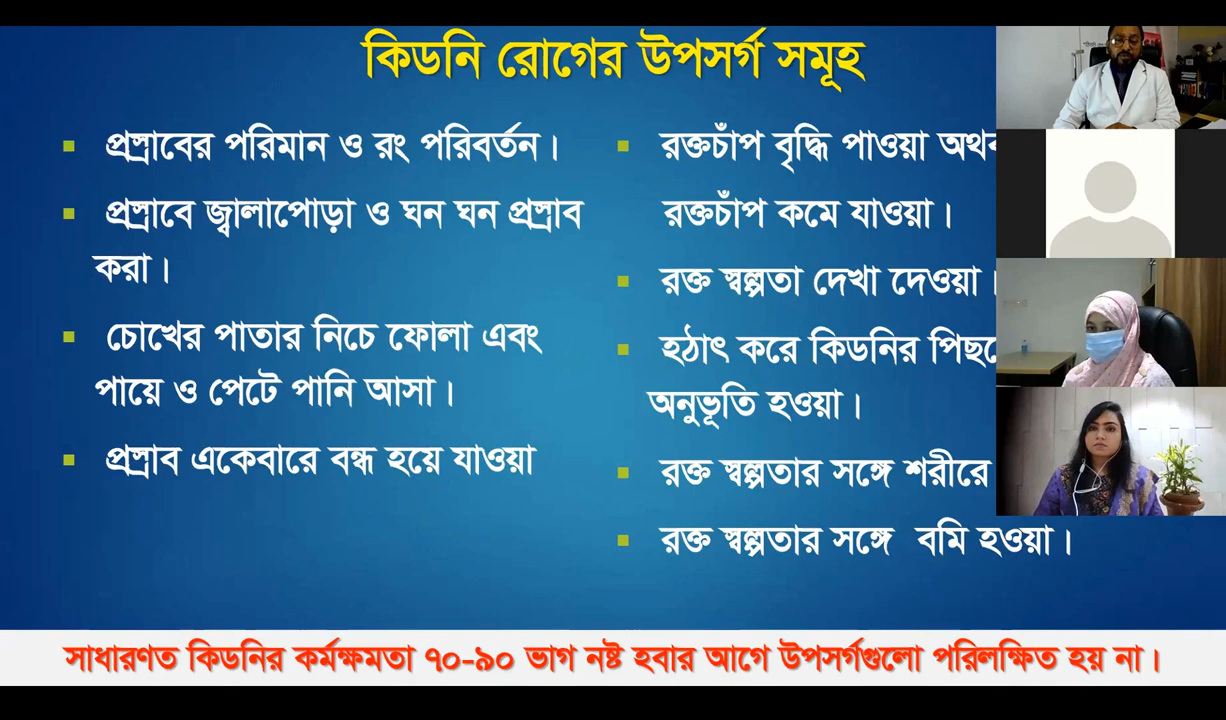 কিডনি রোগের উপসর্গ সমূহ
প্রস্রাবের পরিমান ও রং পরিবর্তন।
প্রস্রাবে জ্বালাপোড়া ও ঘন ঘন প্রস্রাব
করা।
চোখের পাতার নিচে ফোলা এবং
পায়ে ও পেটে পানি আসা।
প্রস্রাব একেবারে বন্ধ হয়ে যাওয়া
রক্তচাঁপ বৃদ্ধি পাওয়া
রক্তচাঁপ কমে যাওয়া।
রক্ত স্বল্পতা দেখা দেওয়া।
হঠাৎ করে কিডনির
অনুভূতি হওয়া।
রক্ত স্বল্পতার সঙ্গে শরীরে
রক্ত স্বল্পতার সঙ্গে বমি হওয়া।
সাধারণত কিডনির কর্মক্ষমতা ৭০-৯০ ভাগ নষ্ট হবার আগে উপসর্গগুলো পরিলক্ষিত হয় না।